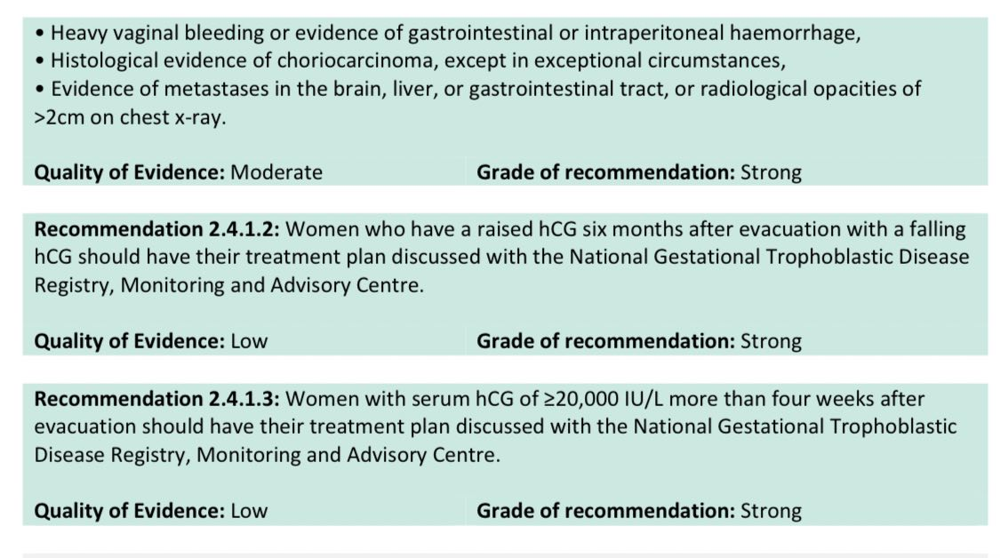 • Heavy vaginal bleeding or evidence of gastrointestinal or intraperitoneal haemorrhage,
• Histological evidence of choriocarcinoma, except in exceptional circumstances,
• Evidence of metastases in the brain, liver, or gastrointestinal tract, or radiological opacities of
>2cm on chest x-ray.
Quality of Evidence: Moderate Grade of recommendation: Strong
Recommendation 2.4.1.2: Women who have a raised hCG six months after evacuation with a falling
hCG should have their treatment plan discussed with the National Gestational Trophoblastic Disease
Registry, Monitoring and Advisory Centre.
Quality of Evidence: Low Grade of recommendation: Strong
Recommendation 2.4.1.3: Women with serum hCG of ≥20,000 IU/L more than four weeks after
evacuation should have their treatment plan discussed with the National Gestational Trophoblastic
Disease Registry, Monitoring and Advisory Centre.
Quality of Evidence: Low Grade of recommendation: Strong